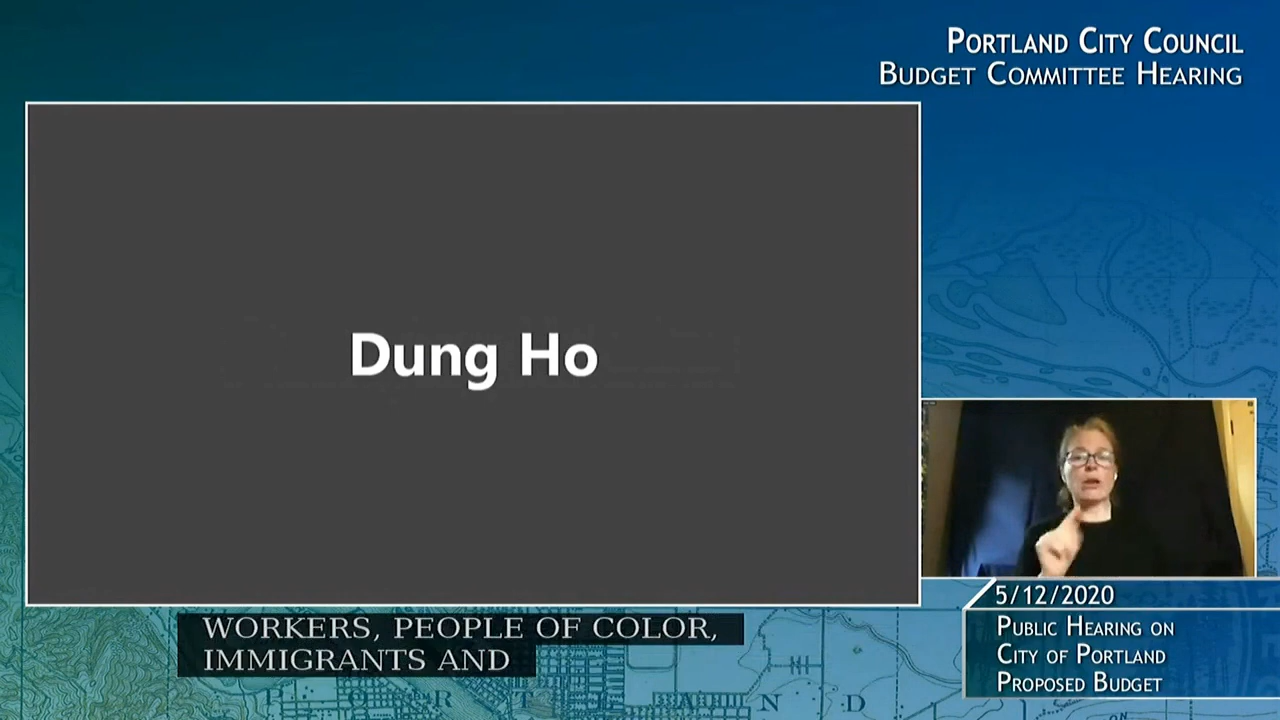 PORTLAND CITY COUNCIL
BUDGET COMMITTEE HEARING
Dung Ho
5/12/2020
PUBLIC HEARING ON
CITY OF PORTLAND
PROPOSED BUDGET
WORKERS, PEOPLE OF COLOR,
IMMIGRANTS AND